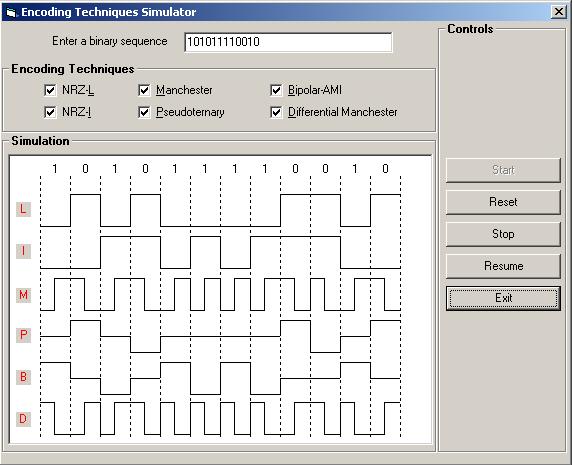 Encoding Techniques Simulator
Enter a binary sequence 101011110010
Controls
Encoding Techniques
NRZ-L Manchester Bipolar-AMI
NRZ-I Pseudoternary Differential Manchester
Simulation
1 0 1 0 1 1 1 1 0 0 1 0
Start
L
Reset
Stop
I
Resume
M
Exit
P
B
D